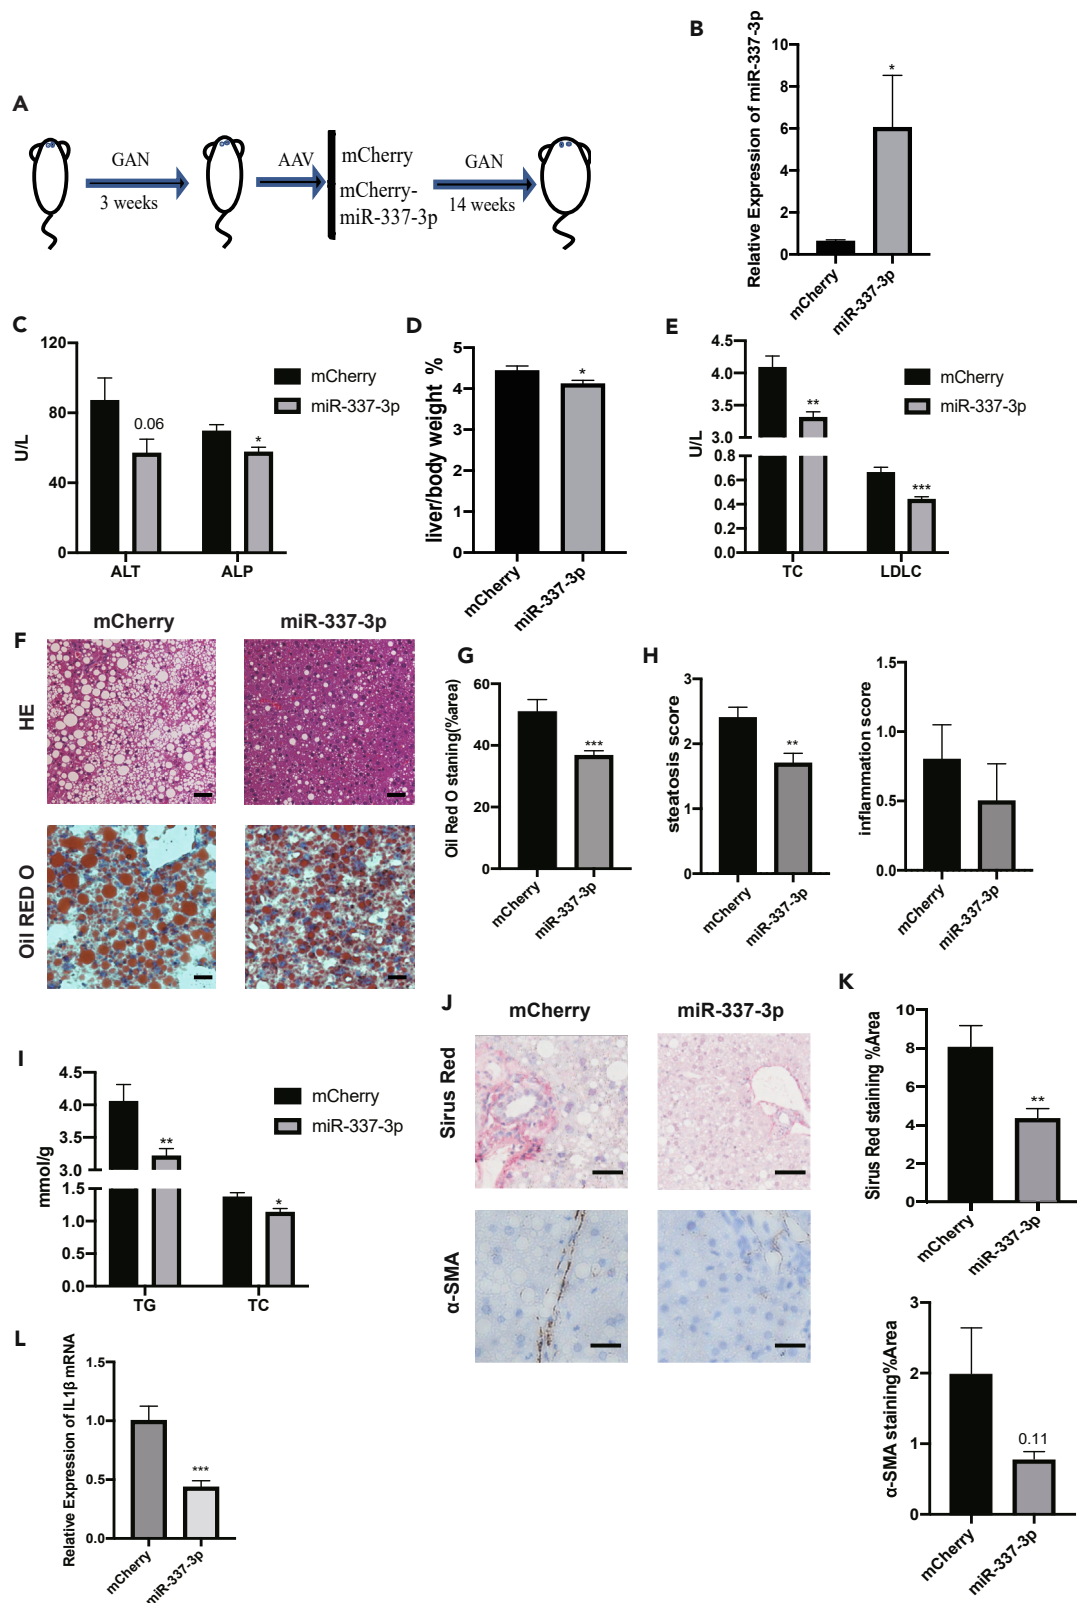 A
GAN
3 weeks
AAV
mCherry
mCherry-
miR-337-3p
GAN
14 weeks
B
Relative Expression of miR-337-3p
10
8
6
4
2
0
*
mCherry
miR-337-3p
C
U/L
120
80
40
0
0.06
*
ALT
ALP
mCherry
miR-337-3p
D
liver/body weight %
5
4
3
2
1
0
*
mCherry
miR-337-3p
E
U/L
4.5
4.0
3.5
3.0
0.8
0.6
0.4
0.2
0.0
**
***
TC
LDLC
mCherry
miR-337-3p
F
mCherry
miR-337-3p
HE
Oil RED O
G
Oil Red O staning(%area)
60
40
20
0
***
mCherry
miR-337-3p
H
steatosis score
3
2
1
0
**
mCherry
miR-337-3p
inflammation score
1.5
1.0
0.5
0.0
mCherry
miR-337-3p
I
mmol/g
4.5
4.0
3.5
3.0
1.5
1.0
0.5
0.0
**
*
TG
TC
mCherry
miR-337-3p
J
mCherry
miR-337-3p
Sirus Red
α-SMA
K
Sirus Red staining %Area
10
8
6
4
2
0
**
mCherry
miR-337-3p
α-SMA staining%Area
3
2
1
0
0.11
mCherry
miR-337-3p
L
Relative Expression of IL1β mRNA
1.5
1.0
0.5
0.0
***
mCherry
miR-337-3p